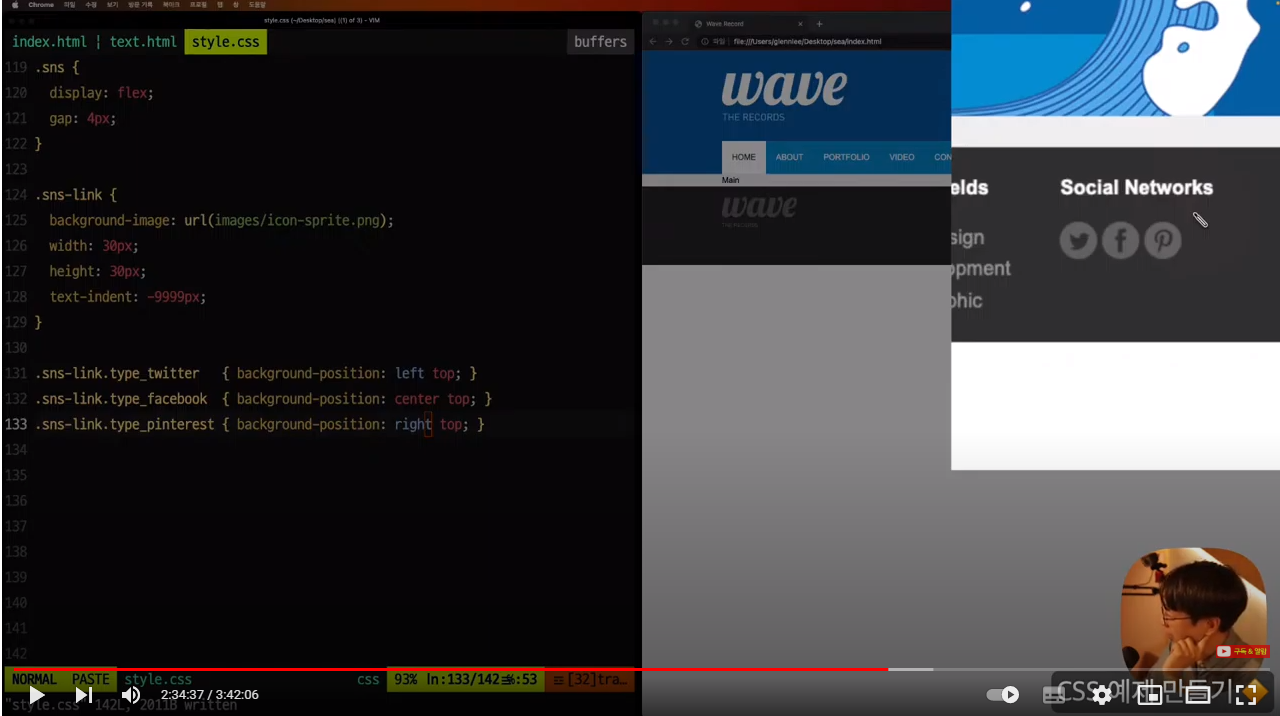 Chrome 파일 수정 보기 방문 기록 북마크 프로필 탭 창 도움말
style.css (~/Desktop/sea) ((1) of 3) - VIM
index.html | text.html style.css buffers
119 .sns {
120 display: flex;
121 gap: 4px;
122 }
123
124 .sns-link {
125 background-image: url(images/icon-sprite.png);
126 width: 30px;
127 height: 30px;
128 text-indent: -9999px;
129 }
130
131 .sns-link.type_twitter { background-position: left top; }
132 .sns-link.type_facebook { background-position: center top; }
133 .sns-link.type_pinterest { background-position: right top; }
134
135
136
137
138
139
140
141
142
NORMAL PASTE style.css css 93% ln:133/142 :53 [32]tra…
"style.css" 142L, 2011B written
Wave Record
파일 file:///Users/glennlee/Desktop/sea/index.html
wave
THE RECORDS
HOME ABOUT PORTFOLIO VIDEO CON
Main
wave
THE RECORDS
elds
sign
opment
phic
Social Networks
구독 & 열림
CSS 예제 만들기
2:34:37 / 3:42:06